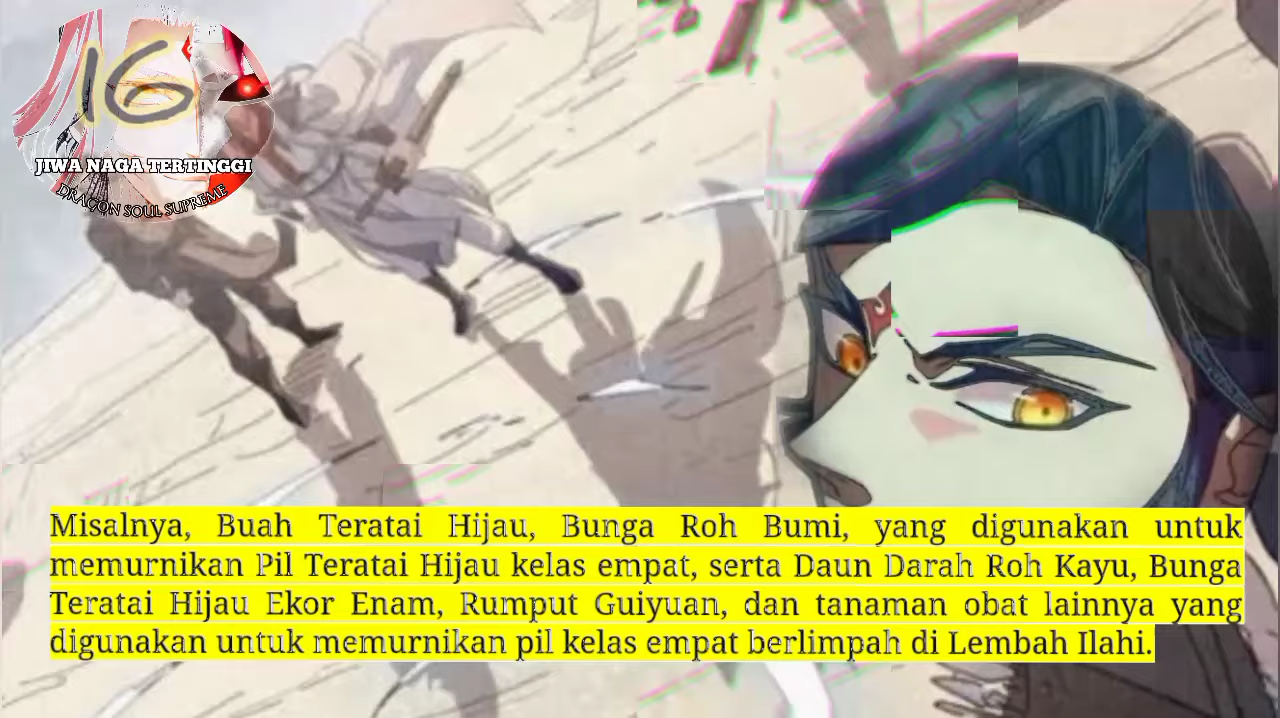 16
JIWA NAGA TERTINGGI
DRAGON SOUL SUPREME
Misalnya, Buah Teratai Hijau, Bunga Roh Bumi, yang digunakan untuk
memurnikan Pil Teratai Hijau kelas empat, serta Daun Darah Roh Kayu, Bunga
Teratai Hijau Ekor Enam, Rumput Guiyuan, dan tanaman obat lainnya yang
digunakan untuk memurnikan pil kelas empat berlimpah di Lembah Ilahi.